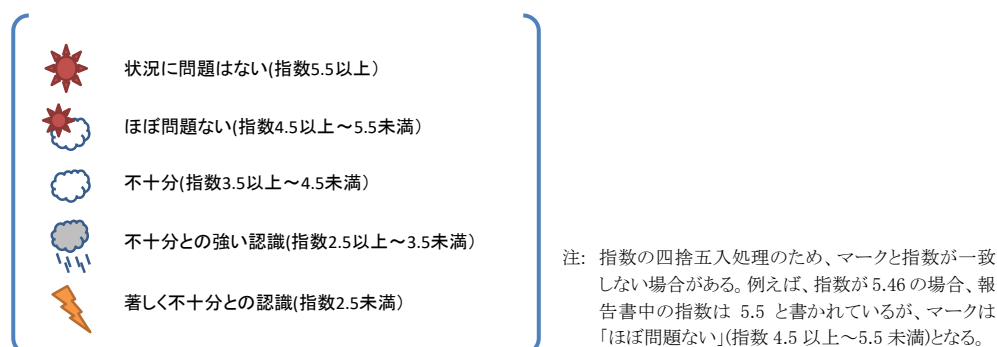 状況に問題はない(指数5.5以上)
ほぼ問題ない(指数4.5以上～5.5未満)
不十分(指数3.5以上～4.5未満)
不十分との強い認識(指数2.5以上～3.5未満)
著しく不十分との認識(指数2.5未満)
注: 指数の四捨五入処理のため、マークと指数が一致
しない場合がある。例えば、指数が 5.46 の場合、報
告書中の指数は 5.5 と書かれているが、マークは
「ほぼ問題ない」(指数 4.5 以上～5.5 未満)となる。